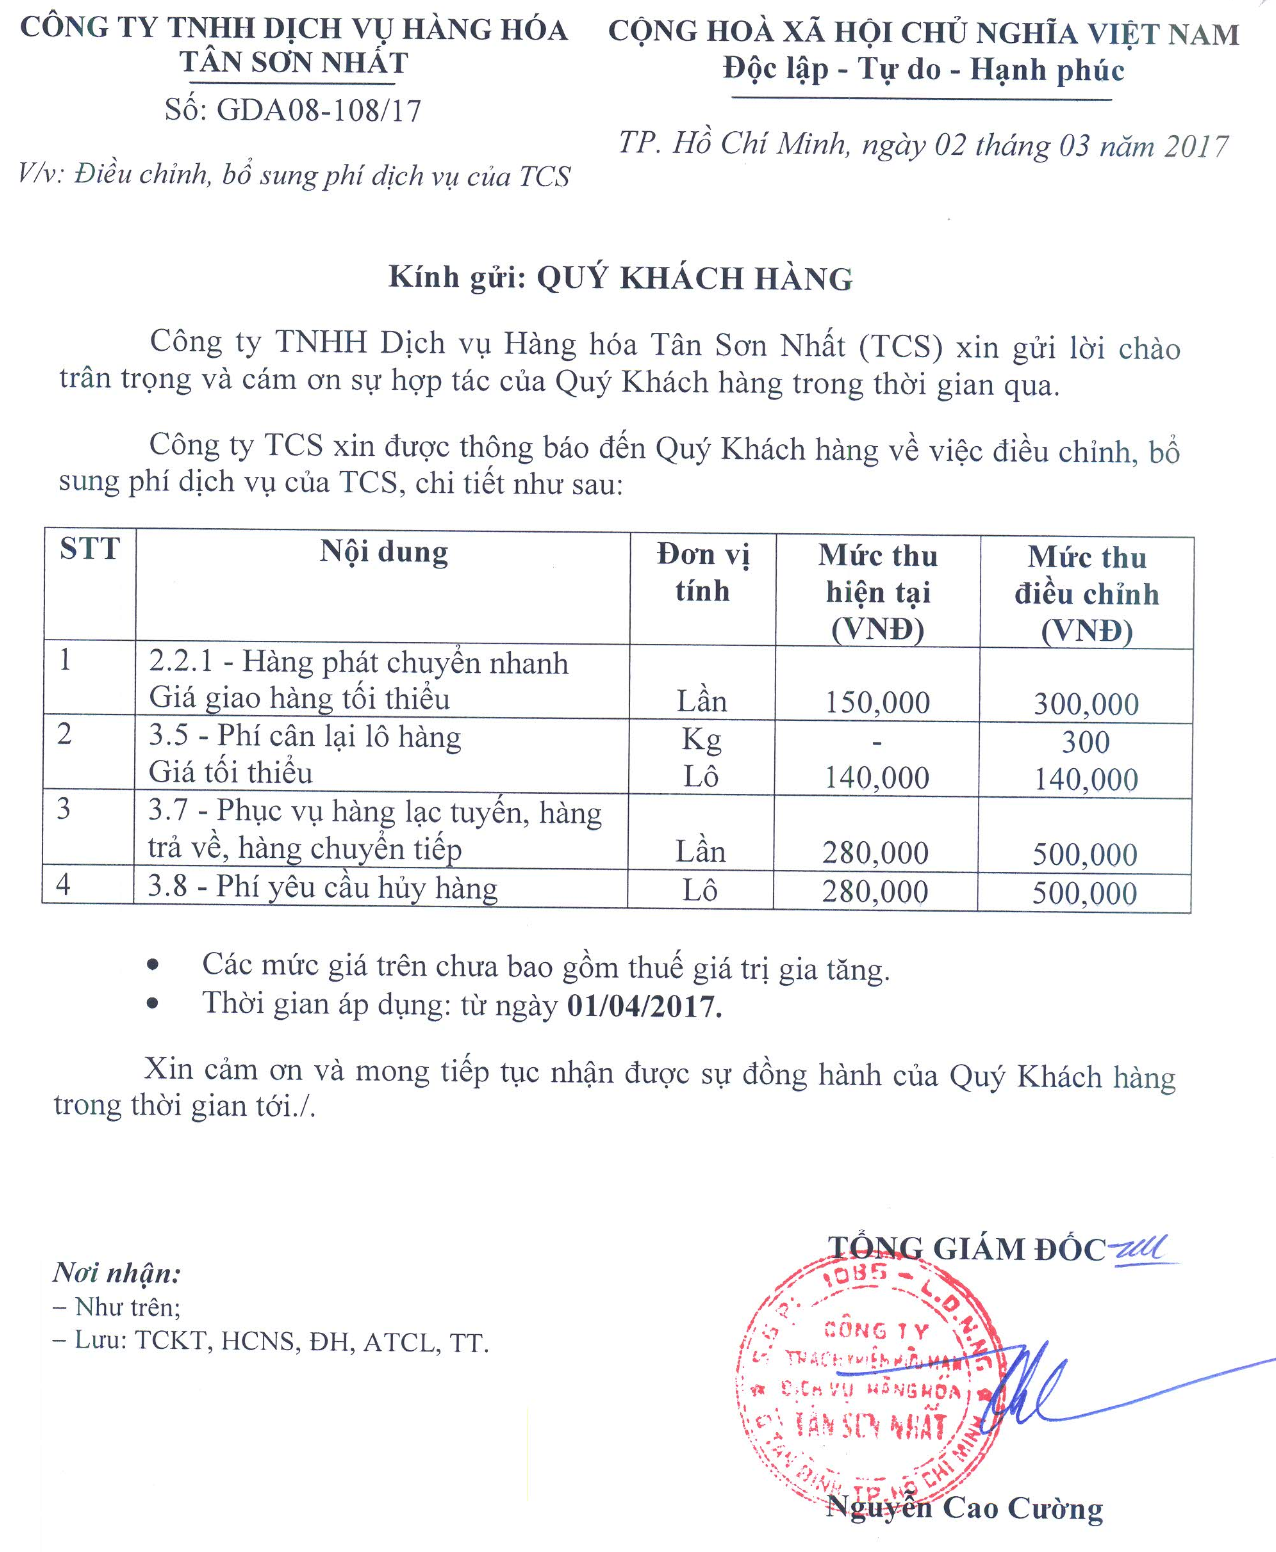 CÔNG TY TNHH DỊCH VỤ HÀNG HÓA
TÂN SƠN NHẤT
Số: GDA08-108/17
V/v: Điều chỉnh, bổ sung phí dịch vụ của TCS
CỘNG HOÀ XÃ HỘI CHỦ NGHĨA VIỆT NAM
Độc lập - Tự do - Hạnh phúc
TP. Hồ Chí Minh, ngày 02 tháng 03 năm 2017
Kính gửi: QUÝ KHÁCH HÀNG
Công ty TNHH Dịch vụ Hàng hóa Tân Sơn Nhất (TCS) xin gửi lời chào
trân trọng và cám ơn sự hợp tác của Quý Khách hàng trong thời gian qua.
Công ty TCS xin được thông báo đến Quý Khách hàng về việc điều chỉnh, bổ
sung phí dịch vụ của TCS, chi tiết như sau:
STT Nội dung Đơn vị Mức thu Mức thu
tính hiện tại điều chỉnh
(VNĐ) (VNĐ)
1 2.2.1 - Hàng phát chuyển nhanh
Giá giao hàng tối thiểu Lần 150,000 300,000
2 3.5 - Phí cân lại lô hàng Kg - 300
Giá tối thiểu Lô 140,000 140,000
3 3.7 - Phục vụ hàng lạc tuyến, hàng
trả về, hàng chuyển tiếp Lần 280,000 500,000
4 3.8 - Phí yêu cầu hủy hàng Lô 280,000 500,000
• Các mức giá trên chưa bao gồm thuế giá trị gia tăng.
• Thời gian áp dụng: từ ngày 01/04/2017.
Xin cảm ơn và mong tiếp tục nhận được sự đồng hành của Quý Khách hàng
trong thời gian tới./.
TỔNG GIÁM ĐỐC
Nơi nhận:
– Như trên;
– Lưu: TCKT, HCNS, ĐH, ATCL, TT.
CÔNG TY
DỊCH VỤ HÀNG HÓA
TÂN SƠN NHẤT
TP. HỒ CHÍ MINH
Nguyễn Cao Cường